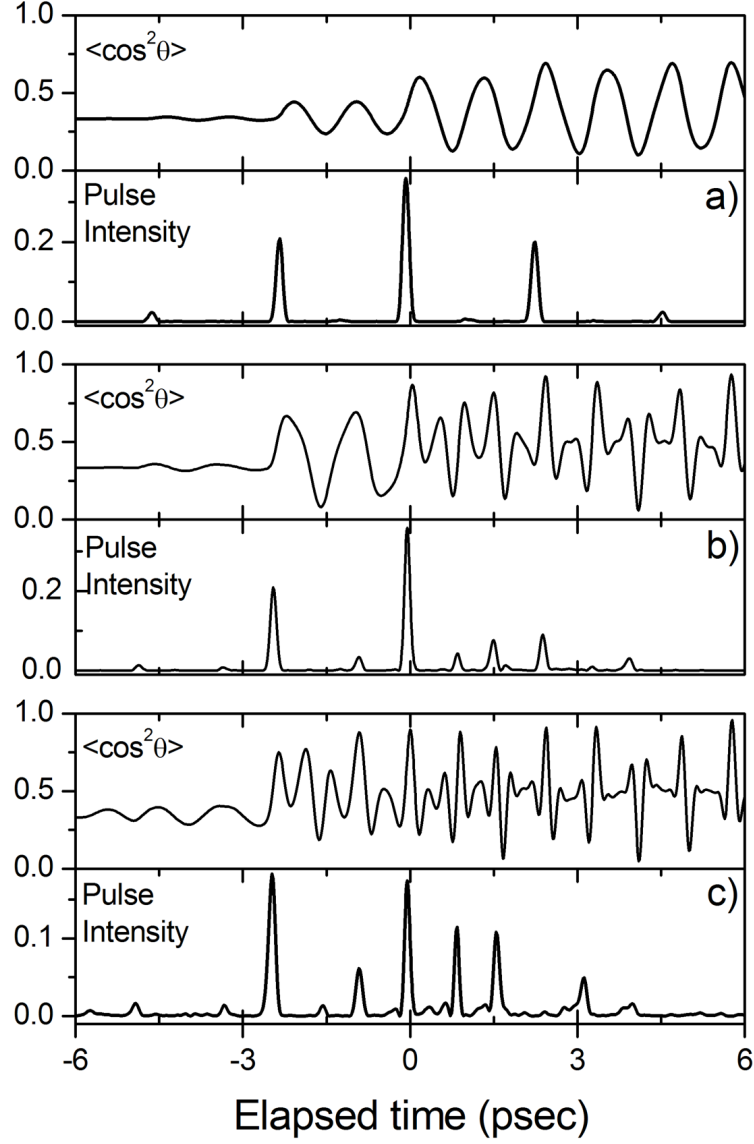 1.0
<cos²θ>
0.5
0.0
Pulse
Intensity
a)
0.2
0.0
1.0
<cos²θ>
0.5
0.0
Pulse
Intensity
b)
0.2
0.0
1.0
<cos²θ>
0.5
0.0
Pulse
Intensity
c)
0.1
0.0
-6 -3 0 3 6
Elapsed time (psec)